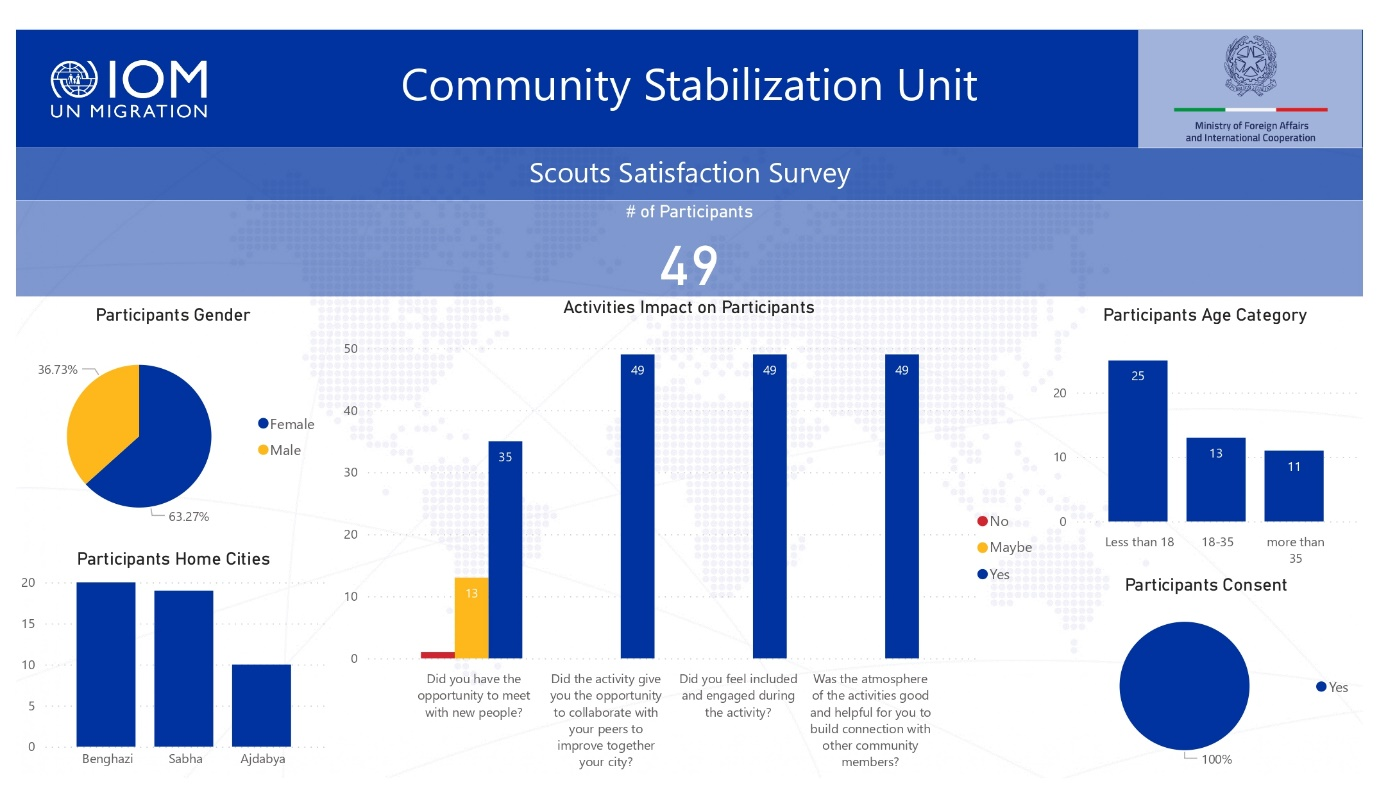 IOM
UN MIGRATION
Community Stabilization Unit
Ministry of Foreign Affairs
and International Cooperation
Scouts Satisfaction Survey
# of Participants
49
Participants Gender
36.73%
63.27%
Female
Male
Participants Home Cities
20
15
10
5
0
Benghazi
Sabha
Ajdabya
Activities Impact on Participants
50
40
30
20
10
0
13
35
49
49
49
Did you have the
opportunity to meet
with new people?
Did the activity give
you the opportunity
to collaborate with
your peers to
improve together
your city?
Did you feel included
and engaged during
the activity?
Was the atmosphere
of the activities good
and helpful for you to
build connection with
other community
members?
No
Maybe
Yes
Participants Age Category
20
10
0
25
13
11
Less than 18
18-35
more than
35
Participants Consent
Yes
100%